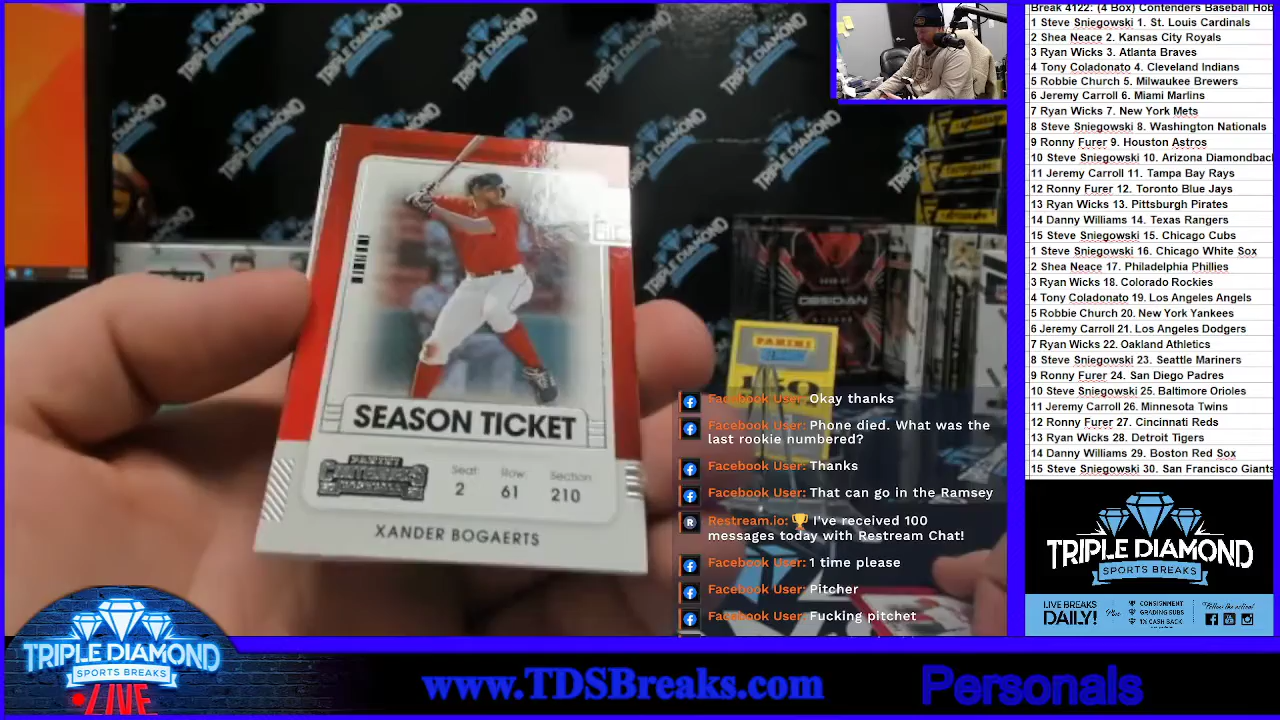 SEASON TICKET
PANINI
CONTENDERS
Seat Row Section
2 61 210
XANDER BOGAERTS
OBSIDIAN
PANINI
Facebook User: Okay thanks
Facebook User: Phone died. What was the
last rookie numbered?
Facebook User: Thanks
Facebook User: That can go in the Ramsey
Restream.io: 🏆 I've received 100
messages today with Restream Chat!
Facebook User: 1 time please
Facebook User: Pitcher
Facebook User: Fucking pitchet
Break 4122. (4 Box) Contenders Baseball Hob
1 Steve Sniegowski 1. St. Louis Cardinals
2 Shea Neace 2. Kansas City Royals
3 Ryan Wicks 3. Atlanta Braves
4 Tony Coladonato 4. Cleveland Indians
5 Robbie Church 5. Milwaukee Brewers
6 Jeremy Carroll 6. Miami Marlins
7 Ryan Wicks 7. New York Mets
8 Steve Sniegowski 8. Washington Nationals
9 Ronny Furer 9. Houston Astros
10 Steve Sniegowski 10. Arizona Diamondback
11 Jeremy Carroll 11. Tampa Bay Rays
12 Ronny Furer 12. Toronto Blue Jays
13 Ryan Wicks 13. Pittsburgh Pirates
14 Danny Williams 14. Texas Rangers
15 Steve Sniegowski 15. Chicago Cubs
1 Steve Sniegowski 16. Chicago White Sox
2 Shea Neace 17. Philadelphia Phillies
3 Ryan Wicks 18. Colorado Rockies
4 Tony Coladonato 19. Los Angeles Angels
5 Robbie Church 20. New York Yankees
6 Jeremy Carroll 21. Los Angeles Dodgers
7 Ryan Wicks 22. Oakland Athletics
8 Steve Sniegowski 23. Seattle Mariners
9 Ronny Furer 24. San Diego Padres
10 Steve Sniegowski 25. Baltimore Orioles
11 Jeremy Carroll 26. Minnesota Twins
12 Ronny Furer 27. Cincinnati Reds
13 Ryan Wicks 28. Detroit Tigers
14 Danny Williams 29. Boston Red Sox
15 Steve Sniegowski 30. San Francisco Giants
TRIPLE DIAMOND
SPORTS BREAKS
LIVE BREAKS
DAILY!
Plus
CONSIGNMENT
GRADING SUBS
1% CASH BACK
Follow the action!
TRIPLE DIAMOND
SPORTS BREAKS
LIVE
www.TDSBreaks.com
Personals